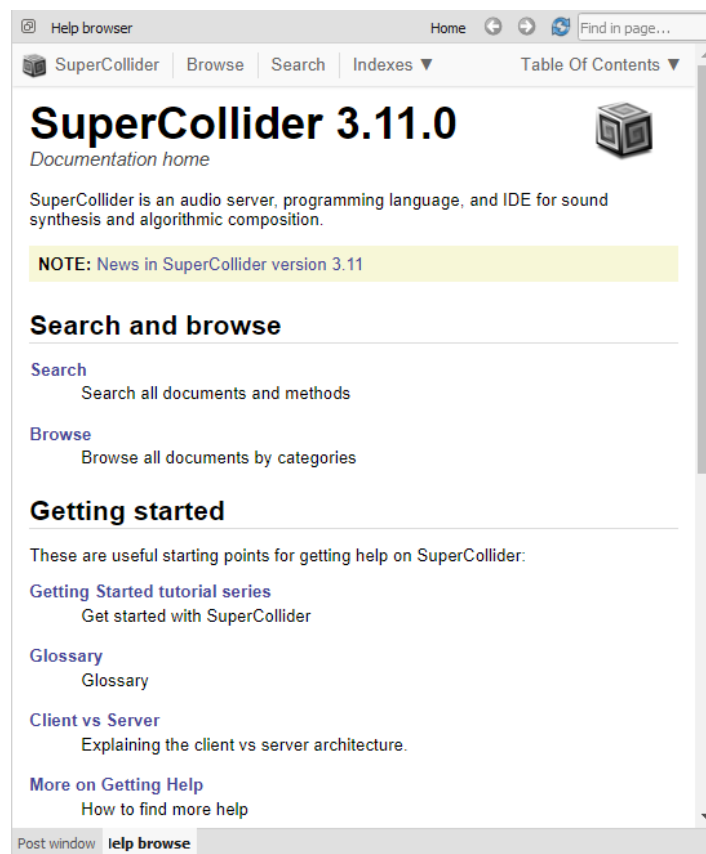 Help browser Home Find in page...
SuperCollider Browse Search Indexes ▼ Table Of Contents ▼
SuperCollider 3.11.0
Documentation home
SuperCollider is an audio server, programming language, and IDE for sound
synthesis and algorithmic composition.
NOTE: News in SuperCollider version 3.11
Search and browse
Search
Search all documents and methods
Browse
Browse all documents by categories
Getting started
These are useful starting points for getting help on SuperCollider:
Getting Started tutorial series
Get started with SuperCollider
Glossary
Glossary
Client vs Server
Explaining the client vs server architecture.
More on Getting Help
How to find more help
Post window lelp browse